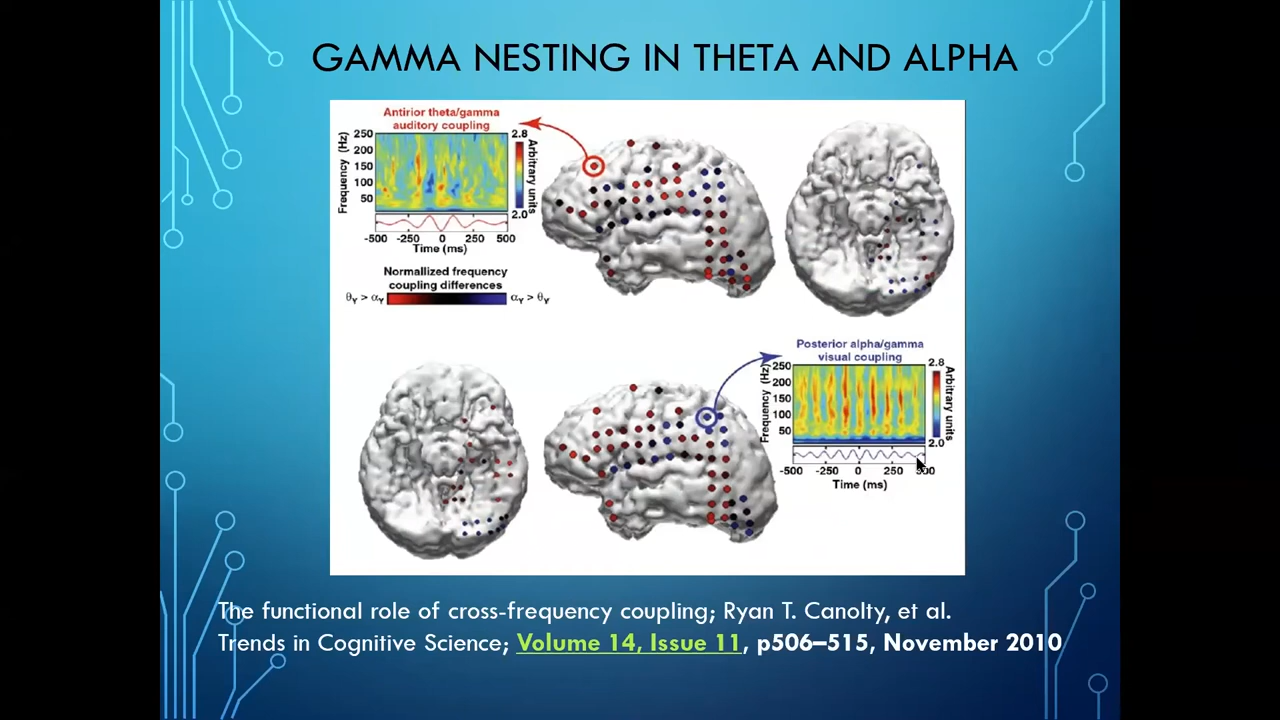 GAMMA NESTING IN THETA AND ALPHA
Antirior theta/gamma
auditory coupling
250
200
150
100
50
Frequency (Hz)
2.8
Arbitrary units
2.0
-500 -250 0 250 500
Time (ms)
Normallized frequency
coupling differences
θγ > αγ
αγ > θγ
Posterior alpha/gamma
visual coupling
250
200
150
100
50
Frequency (Hz)
2.8
Arbitrary units
2.0
-500 -250 0 250 500
Time (ms)
The functional role of cross-frequency coupling; Ryan T. Canolty, et al.
Trends in Cognitive Science; Volume 14, Issue 11, p506–515, November 2010